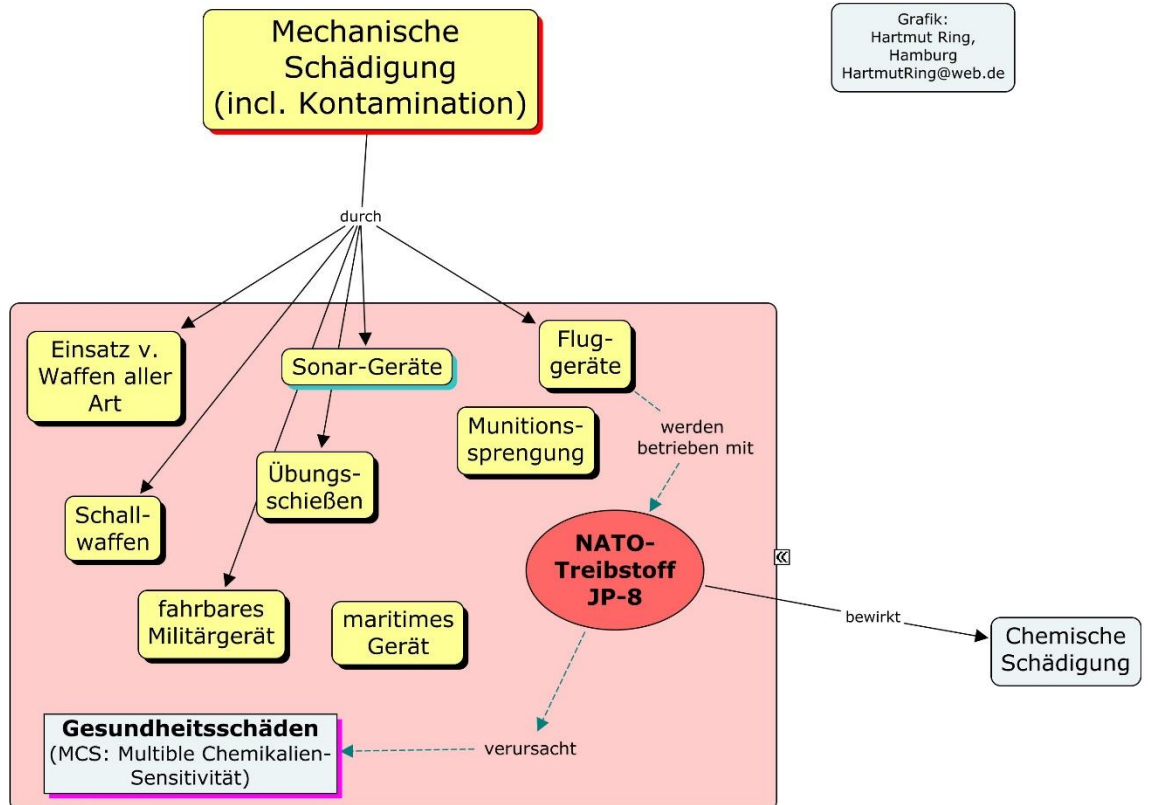 Mechanische
Schädigung
(incl. Kontamination)
Grafik:
Hartmut Ring,
Hamburg
HartmutRing@web.de
durch
Einsatz v.
Waffen aller
Art
Sonar-Geräte
Flug-
geräte
Munitions-
sprengung
werden
betrieben mit
Übungs-
schießen
Schall-
waffen
NATO-
Treibstoff
JP-8
fahrbares
Militärgerät
maritimes
Gerät
bewirkt
Chemische
Schädigung
Gesundheitsschäden
(MCS: Multible Chemikalien-
Sensitivität)
verursacht